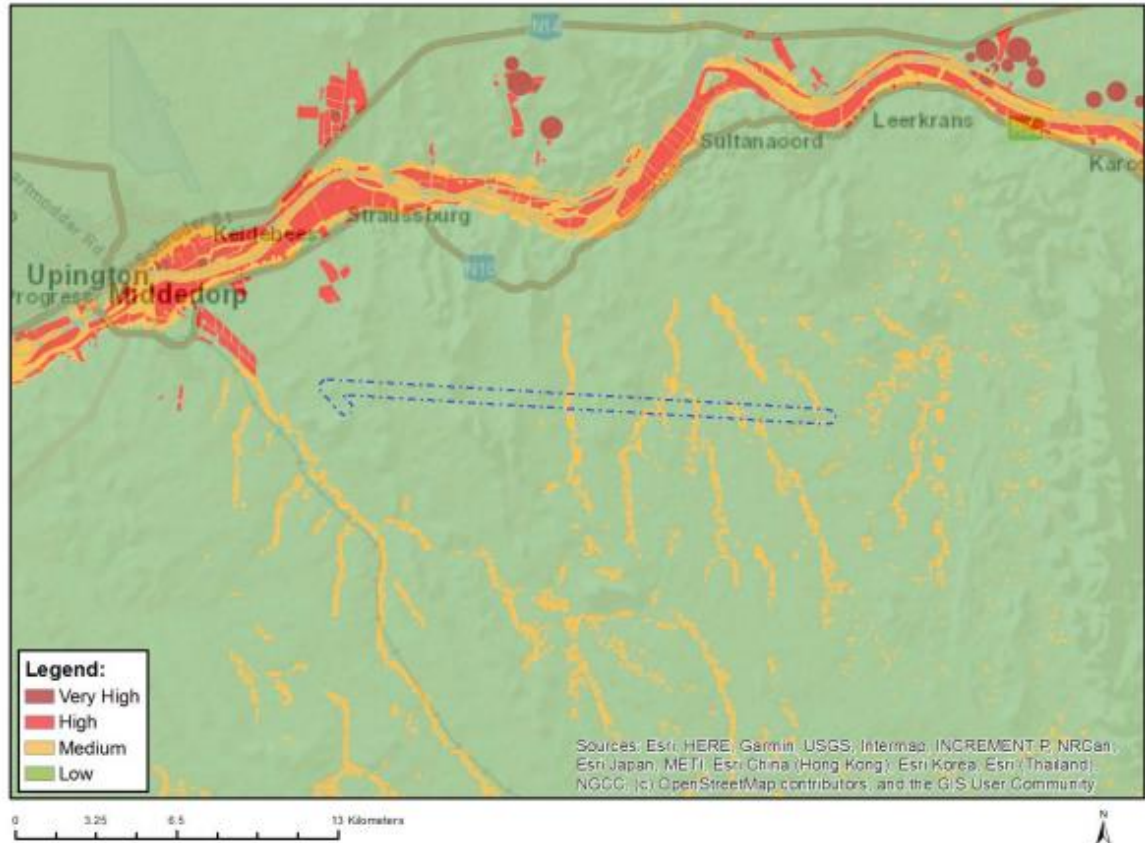 N14
Sultanaoord
Leerkrans
Karos
Straussburg
Keidebees
N10
Upington
Middedorp
Progress
Legend:
Very High
High
Medium
Low
Sources: Esri, HERE, Garmin, USGS, Intermap, INCREMENT P, NRCan,
Esri Japan, METI, Esri China (Hong Kong), Esri Korea, Esri (Thailand),
NGCC, (c) OpenStreetMap contributors, and the GIS User Community
0 3.25 6.5 13 Kilometers
N